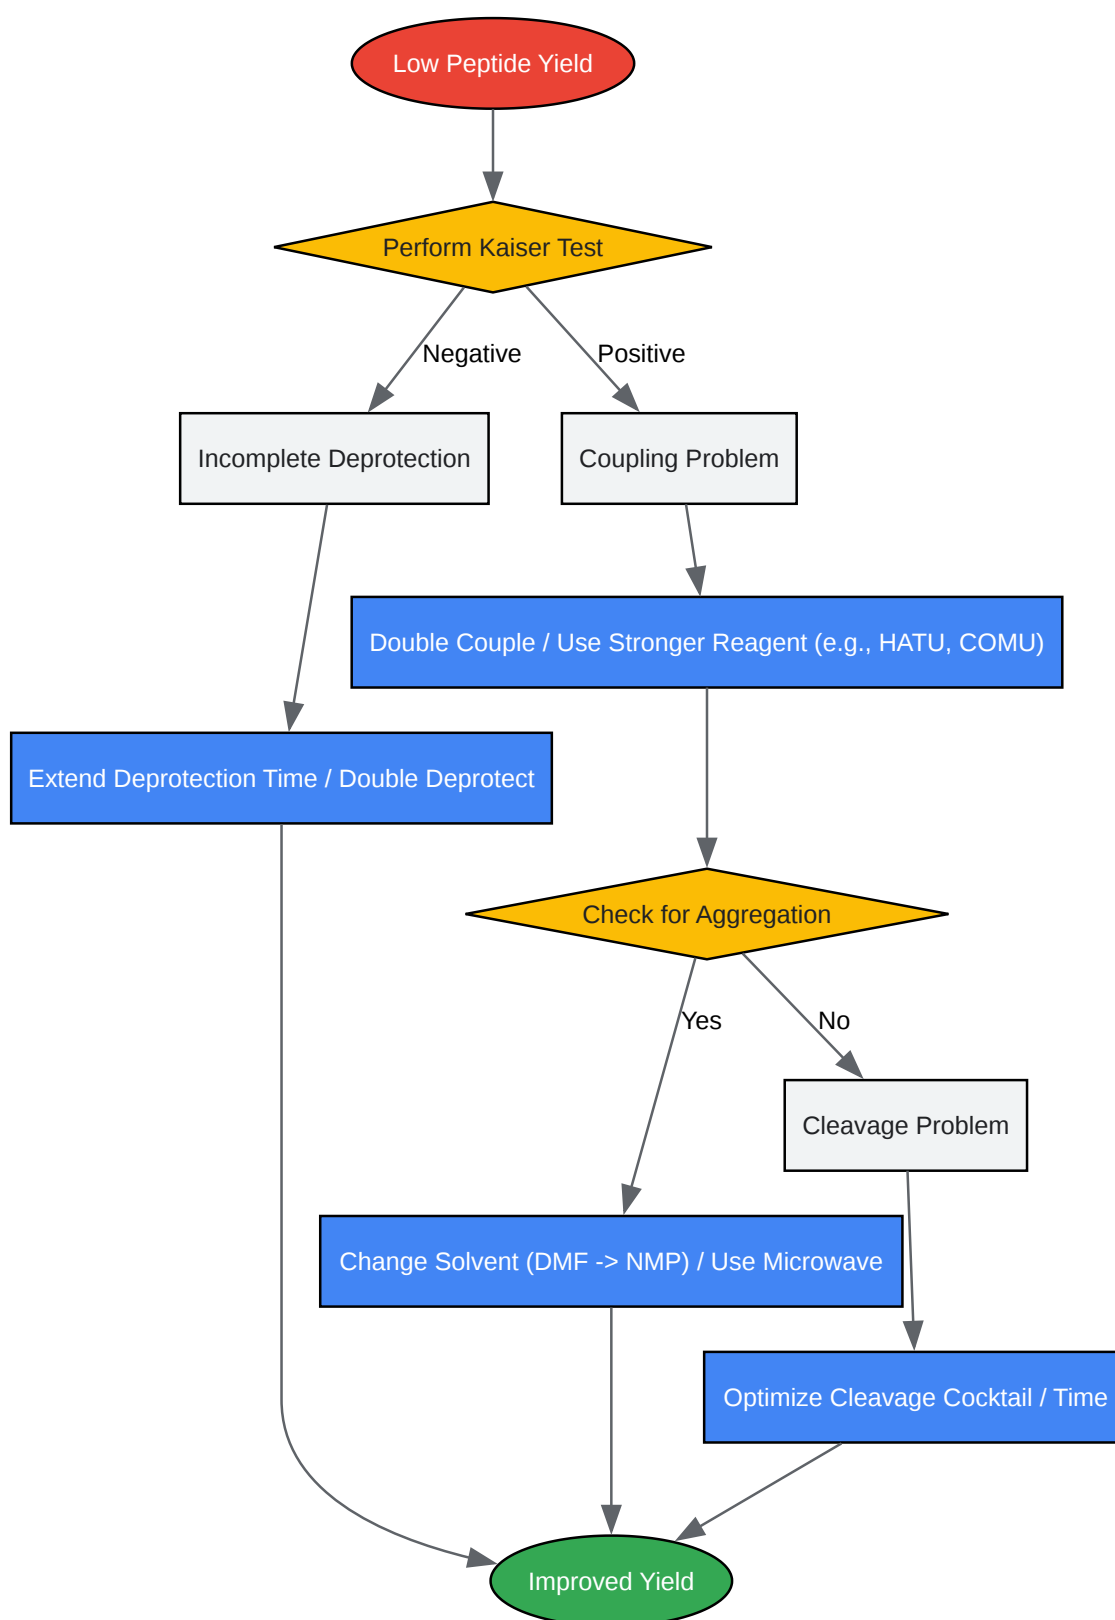 Low Peptide Yield
Perform Kaiser Test
Negative
Positive
Incomplete Deprotection
Coupling Problem
Double Couple / Use Stronger Reagent (e.g., HATU, COMU)
Extend Deprotection Time / Double Deprotect
Check for Aggregation
Yes
No
Cleavage Problem
Change Solvent (DMF -> NMP) / Use Microwave
Optimize Cleavage Cocktail / Time
Improved Yield